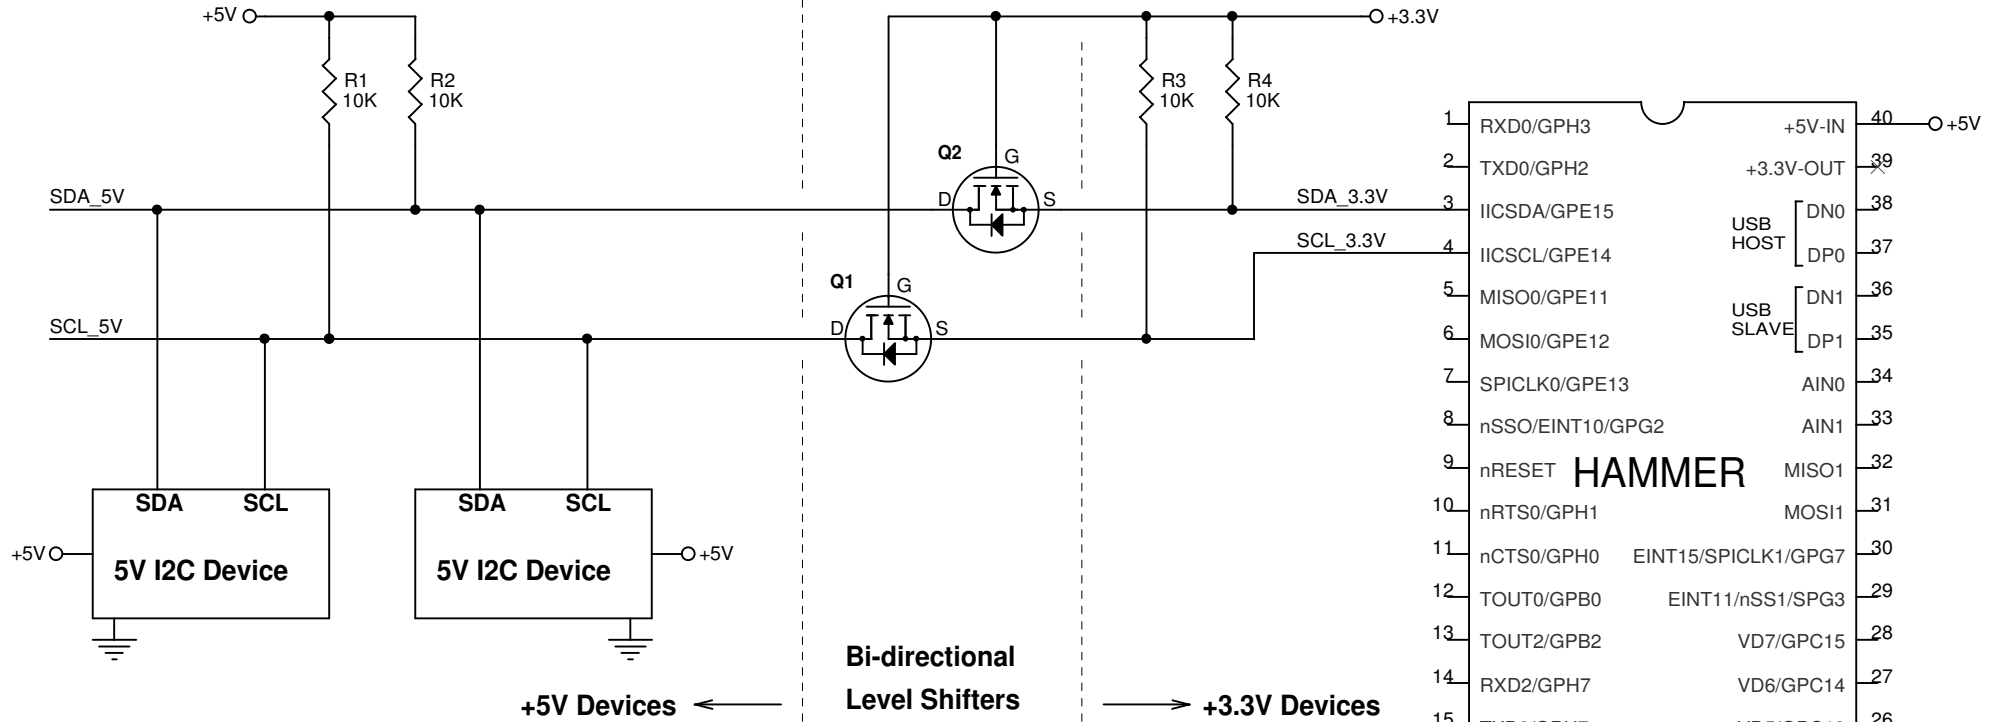 +5V
+3.3V
R1
10K
R2
10K
R3
10K
R4
10K
Q2
G
D
S
SDA_5V
SDA_3.3V
SCL_3.3V
Q1
G
D
S
SCL_5V
SDA SCL
5V I2C Device
+5V
SDA SCL
5V I2C Device
+5V
Bi-directional
Level Shifters
+5V Devices
+3.3V Devices
HAMMER
1 RXD0/GPH3
2 TXD0/GPH2
3 IICSDA/GPE15
4 IICSCL/GPE14
5 MISO0/GPE11
6 MOSI0/GPE12
7 SPICLK0/GPE13
8 nSSO/EINT10/GPG2
9 nRESET
10 nRTS0/GPH1
11 nCTS0/GPH0
12 TOUT0/GPB0
13 TOUT2/GPB2
14 RXD2/GPH7
15
+5V-IN 40 +5V
+3.3V-OUT 39
USB
HOST
DN0 38
DP0 37
USB
SLAVE
DN1 36
DP1 35
AIN0 34
AIN1 33
MISO1 32
MOSI1 31
EINT15/SPICLK1/GPG7 30
EINT11/nSS1/SPG3 29
VD7/GPC15 28
VD6/GPC14 27
26